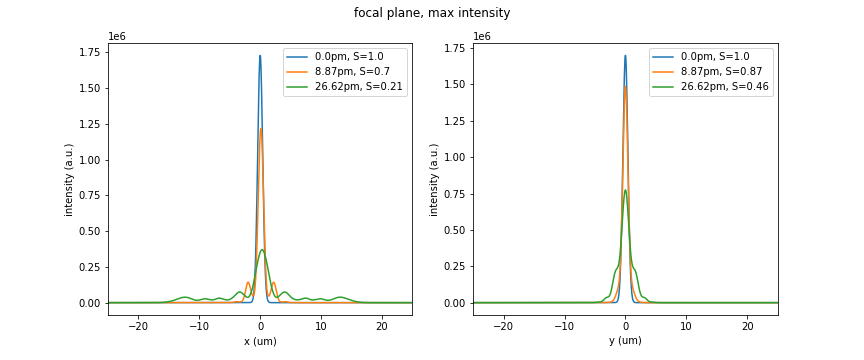 focal plane, max intensity
1e6
1.75
1.50
1.25
1.00
0.75
0.50
0.25
0.00
intensity (a.u.)
−20
−10
0
10
20
x (um)
0.0pm, S=1.0
8.87pm, S=0.7
26.62pm, S=0.21
1e6
1.75
1.50
1.25
1.00
0.75
0.50
0.25
0.00
intensity (a.u.)
−20
−10
0
10
20
y (um)
0.0pm, S=1.0
8.87pm, S=0.87
26.62pm, S=0.46